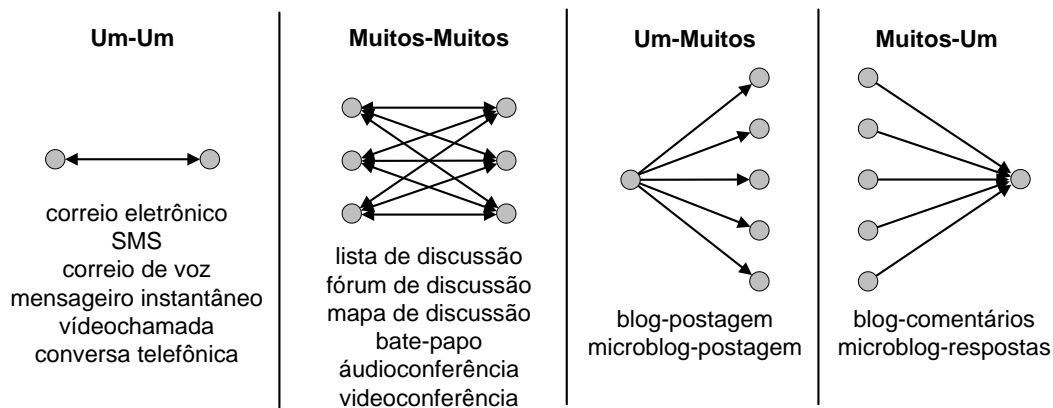 Um-Um
correio eletrônico
SMS
correio de voz
mensageiro instantâneo
vídeochamada
conversa telefônica
Muitos-Muitos
lista de discussão
fórum de discussão
mapa de discussão
bate-papo
áudioconferência
videoconferência
Um-Muitos
blog-postagem
microblog-postagem
Muitos-Um
blog-comentários
microblog-respostas